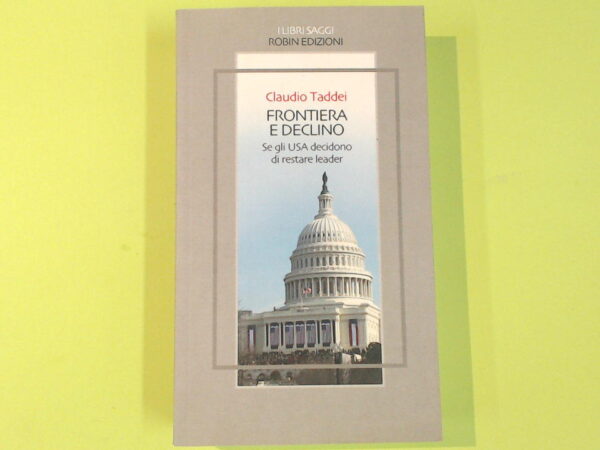 I LIBRI SAGGI
ROBIN EDIZIONI
Claudio Taddei
FRONTIERA
E DECLINO
Se gli USA decidono
di restare leader